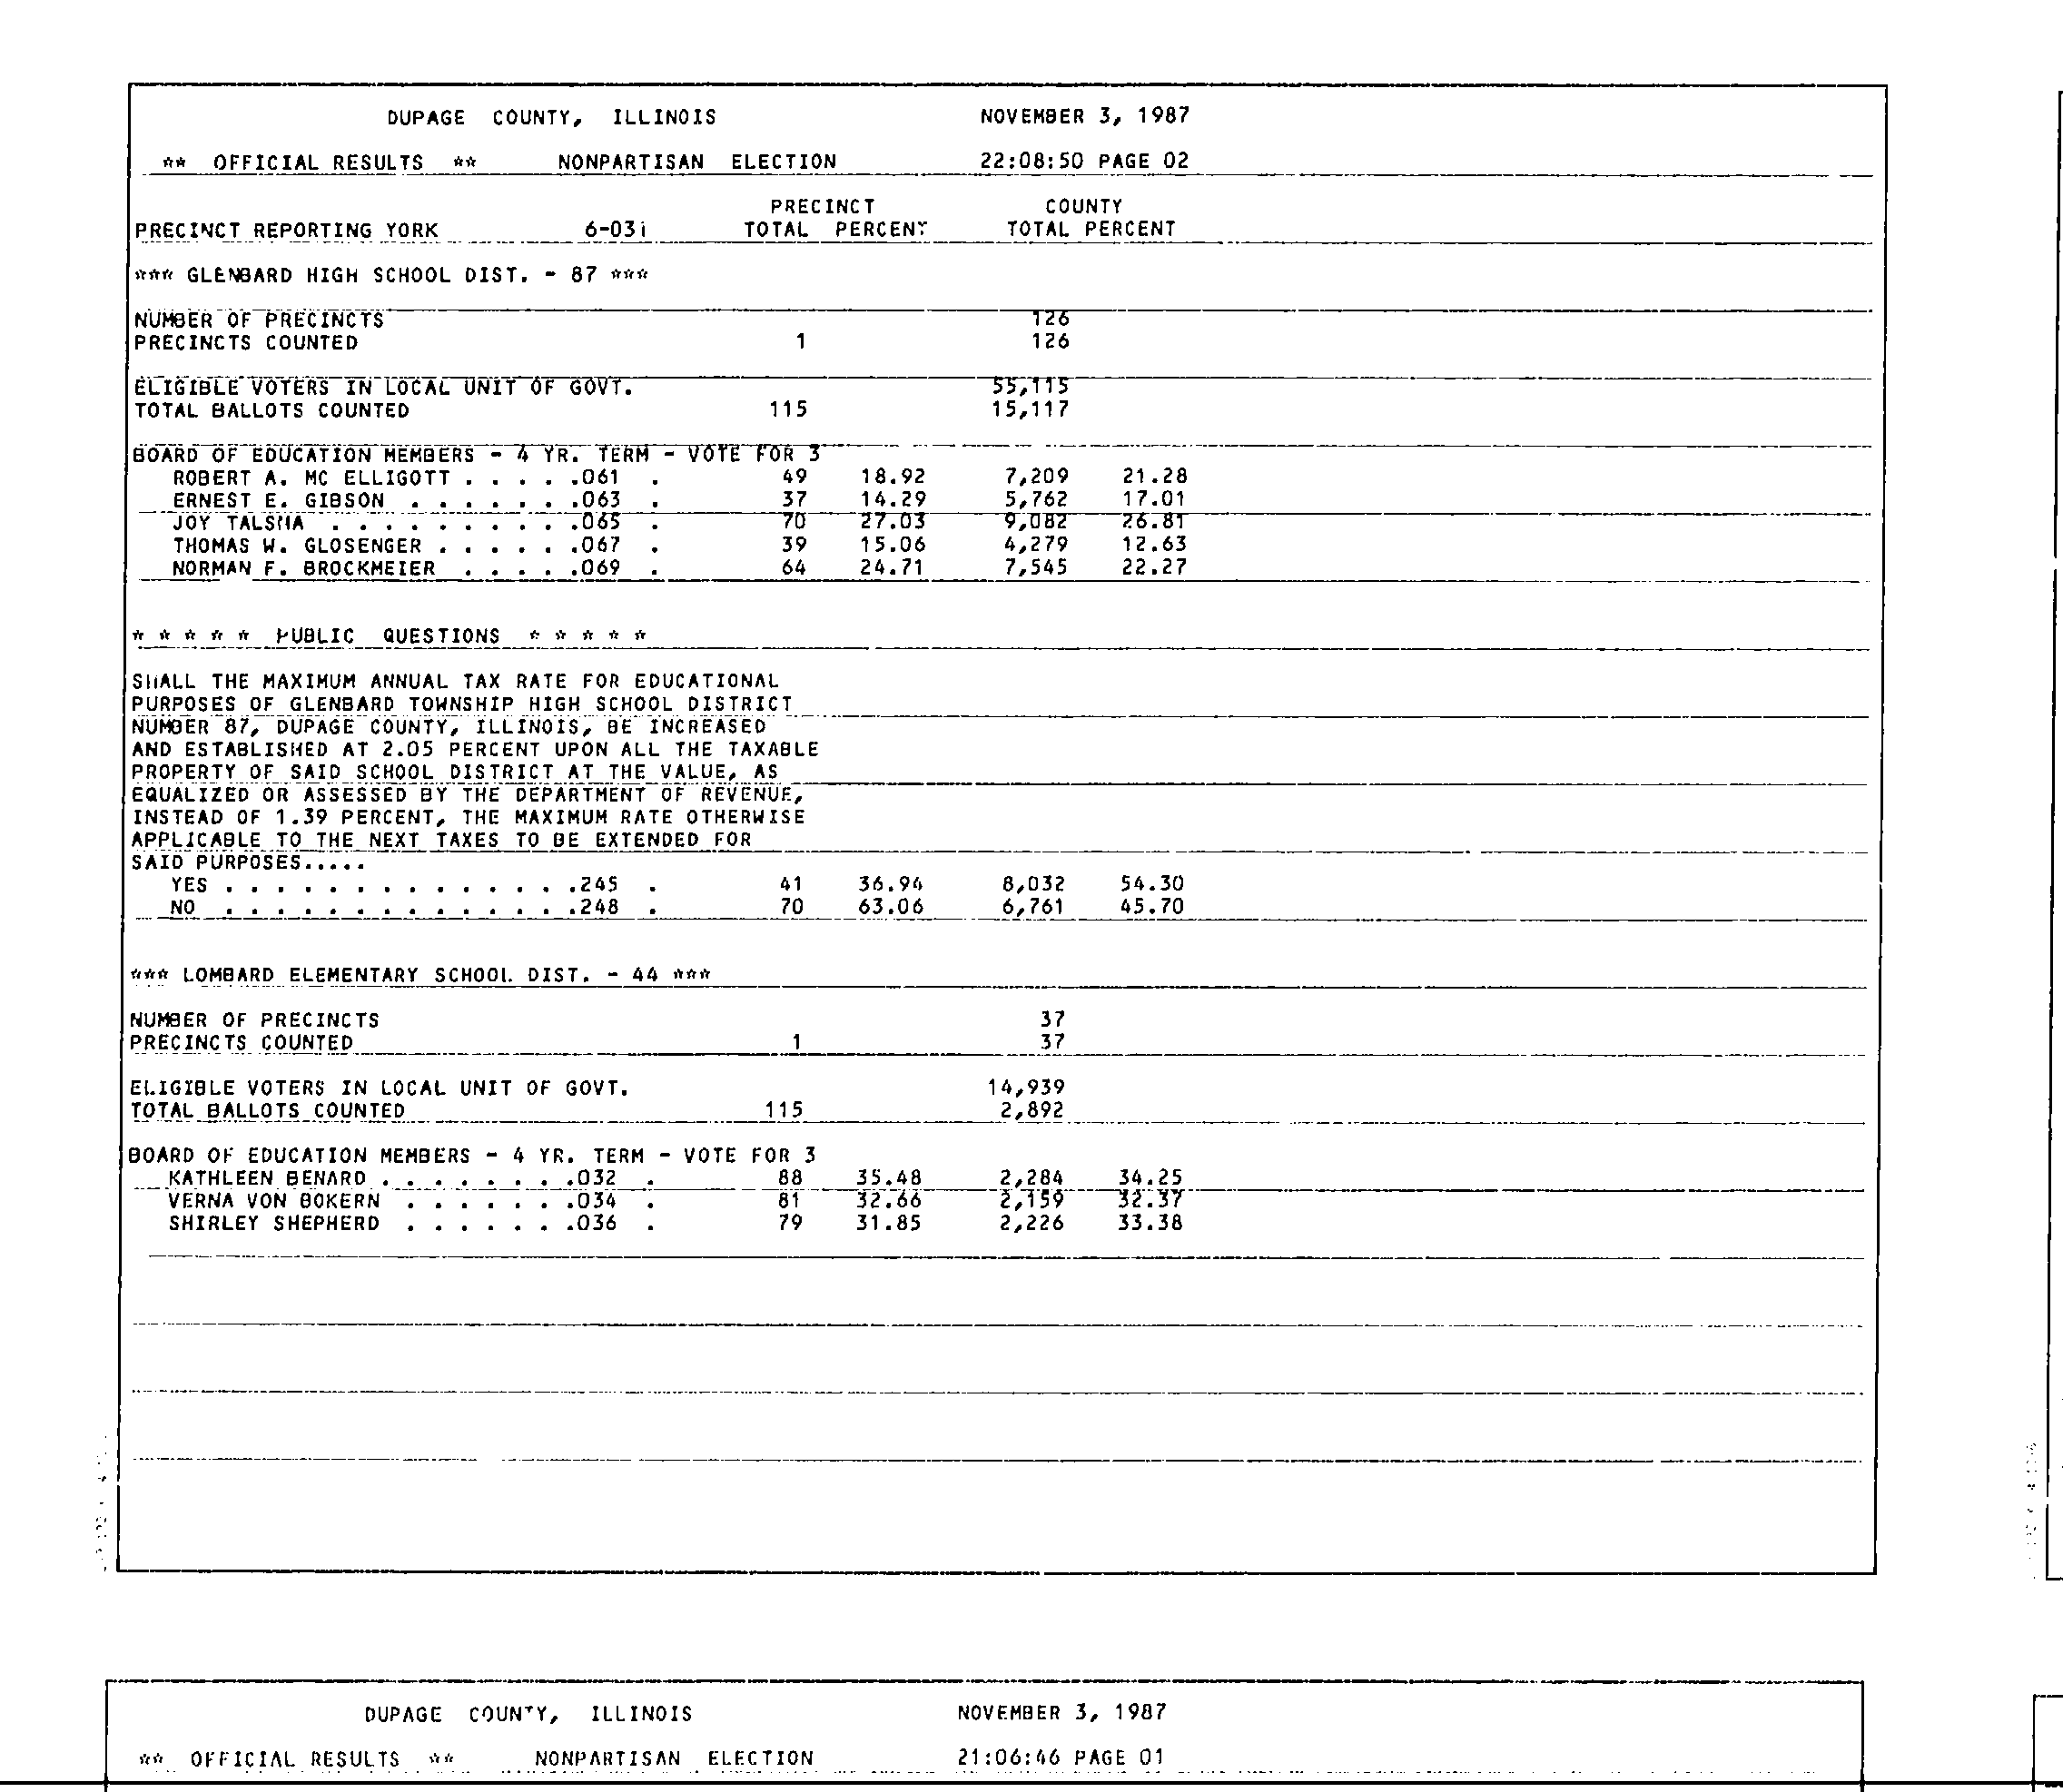 DUPAGE COUNTY, ILLINOIS NOVEMBER 3, 1987
** OFFICIAL RESULTS ** NONPARTISAN ELECTION 22:08:50 PAGE 02
PRECINCT COUNTY
PRECINCT REPORTING YORK 6-031 TOTAL PERCENT TOTAL PERCENT
*** GLENBARD HIGH SCHOOL DIST. - 87 ***
NUMBER OF PRECINCTS 126
PRECINCTS COUNTED 1 126
ELIGIBLE VOTERS IN LOCAL UNIT OF GOVT. 55,115
TOTAL BALLOTS COUNTED 115 15,117
BOARD OF EDUCATION MEMBERS - 4 YR. TERM - VOTE FOR 3
ROBERT A. MC ELLIGOTT . . . . .061 . 49 18.92 7,209 21.28
ERNEST E. GIBSON . . . . . . .063 . 37 14.29 5,762 17.01
JOY TALSMA . . . . . . . . . .065 . 70 27.03 9,082 26.81
THOMAS W. GLOSENGER . . . . . .067 . 39 15.06 4,279 12.63
NORMAN F. BROCKMEIER . . . . .069 . 64 24.71 7,545 22.27
* * * * * PUBLIC QUESTIONS * * * * *
SHALL THE MAXIMUM ANNUAL TAX RATE FOR EDUCATIONAL
PURPOSES OF GLENBARD TOWNSHIP HIGH SCHOOL DISTRICT
NUMBER 87, DUPAGE COUNTY, ILLINOIS, BE INCREASED
AND ESTABLISHED AT 2.05 PERCENT UPON ALL THE TAXABLE
PROPERTY OF SAID SCHOOL DISTRICT AT THE VALUE, AS
EQUALIZED OR ASSESSED BY THE DEPARTMENT OF REVENUE,
INSTEAD OF 1.39 PERCENT, THE MAXIMUM RATE OTHERWISE
APPLICABLE TO THE NEXT TAXES TO BE EXTENDED FOR
SAID PURPOSES.....
YES . . . . . . . . . . . . . .245 . 41 36.94 8,032 54.30
NO . . . . . . . . . . . . . .248 . 70 63.06 6,761 45.70
*** LOMBARD ELEMENTARY SCHOOL DIST. - 44 ***
NUMBER OF PRECINCTS 37
PRECINCTS COUNTED 1 37
ELIGIBLE VOTERS IN LOCAL UNIT OF GOVT. 14,939
TOTAL BALLOTS COUNTED 115 2,892
BOARD OF EDUCATION MEMBERS - 4 YR. TERM - VOTE FOR 3
KATHLEEN BENARD . . . . . . . .032 . 88 35.48 2,284 34.25
VERNA VON BOKERN . . . . . . .034 . 81 32.66 2,159 32.37
SHIRLEY SHEPHERD . . . . . . .036 . 79 31.85 2,226 33.38
DUPAGE COUNTY, ILLINOIS NOVEMBER 3, 1987
** OFFICIAL RESULTS ** NONPARTISAN ELECTION 21:06:46 PAGE 01